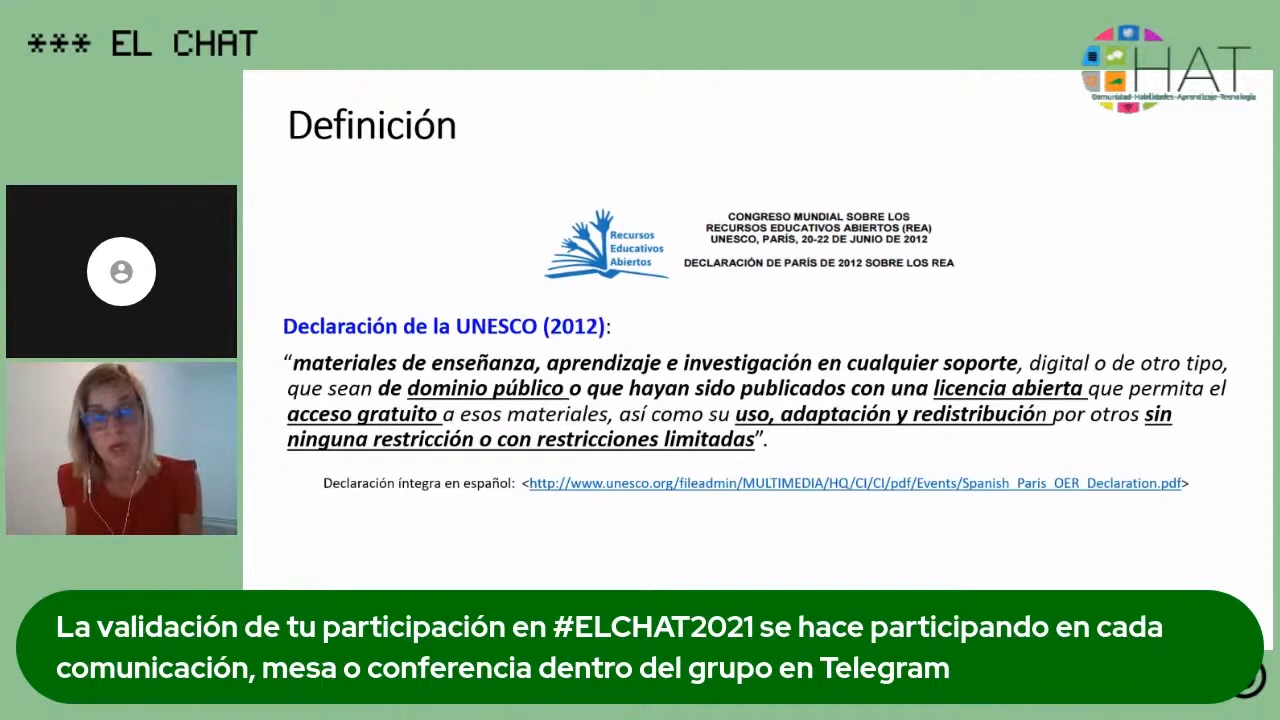 *** EL CHAT
HAT
Comunidad-Habilidades-Aprendizaje-Tecnología
Definición
Recursos
Educativos
Abiertos
CONGRESO MUNDIAL SOBRE LOS
RECURSOS EDUCATIVOS ABIERTOS (REA)
UNESCO, PARÍS, 20-22 DE JUNIO DE 2012
DECLARACIÓN DE PARÍS DE 2012 SOBRE LOS REA
Declaración de la UNESCO (2012):
“materiales de enseñanza, aprendizaje e investigación en cualquier soporte, digital o de otro tipo,
que sean de dominio público o que hayan sido publicados con una licencia abierta que permita el
acceso gratuito a esos materiales, así como su uso, adaptación y redistribución por otros sin
ninguna restricción o con restricciones limitadas”.
Declaración íntegra en español: <http://www.unesco.org/fileadmin/MULTIMEDIA/HQ/CI/CI/pdf/Events/Spanish_Paris_OER_Declaration.pdf>
La validación de tu participación en #ELCHAT2021 se hace participando en cada
comunicación, mesa o conferencia dentro del grupo en Telegram